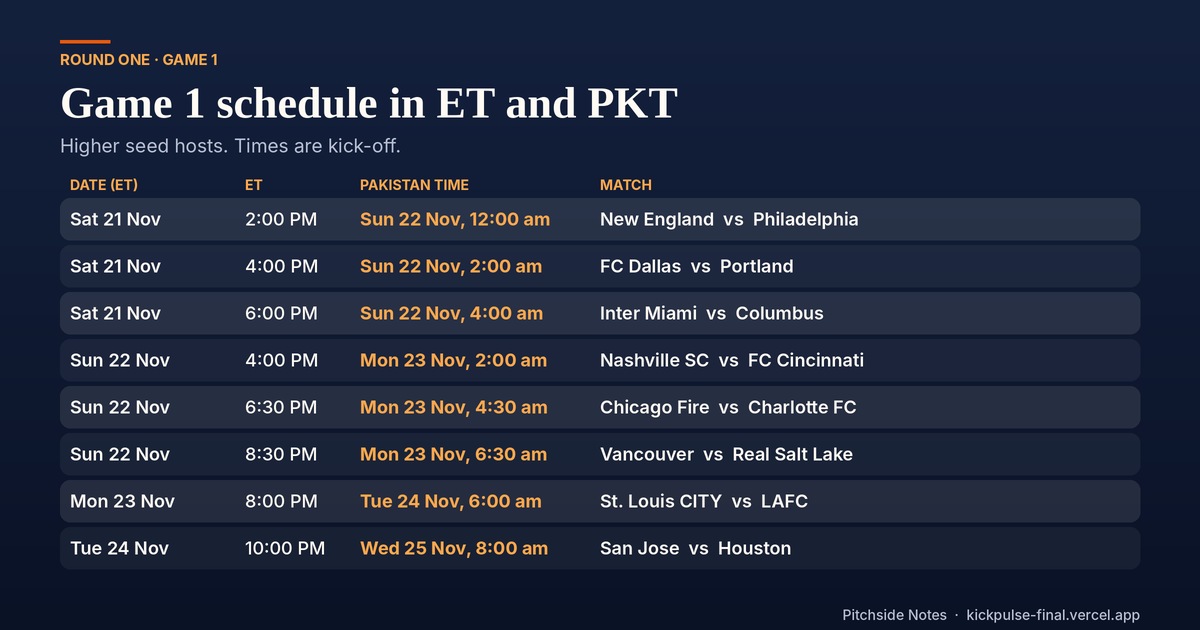 ROUND ONE · GAME 1
Game 1 schedule in ET and PKT
Higher seed hosts. Times are kick-off.
DATE (ET) ET PAKISTAN TIME MATCH
Sat 21 Nov 2:00 PM Sun 22 Nov, 12:00 am New England vs Philadelphia
Sat 21 Nov 4:00 PM Sun 22 Nov, 2:00 am FC Dallas vs Portland
Sat 21 Nov 6:00 PM Sun 22 Nov, 4:00 am Inter Miami vs Columbus
Sun 22 Nov 4:00 PM Mon 23 Nov, 2:00 am Nashville SC vs FC Cincinnati
Sun 22 Nov 6:30 PM Mon 23 Nov, 4:30 am Chicago Fire vs Charlotte FC
Sun 22 Nov 8:30 PM Mon 23 Nov, 6:30 am Vancouver vs Real Salt Lake
Mon 23 Nov 8:00 PM Tue 24 Nov, 6:00 am St. Louis CITY vs LAFC
Tue 24 Nov 10:00 PM Wed 25 Nov, 8:00 am San Jose vs Houston
Pitchside Notes · kickpulse-final.vercel.app